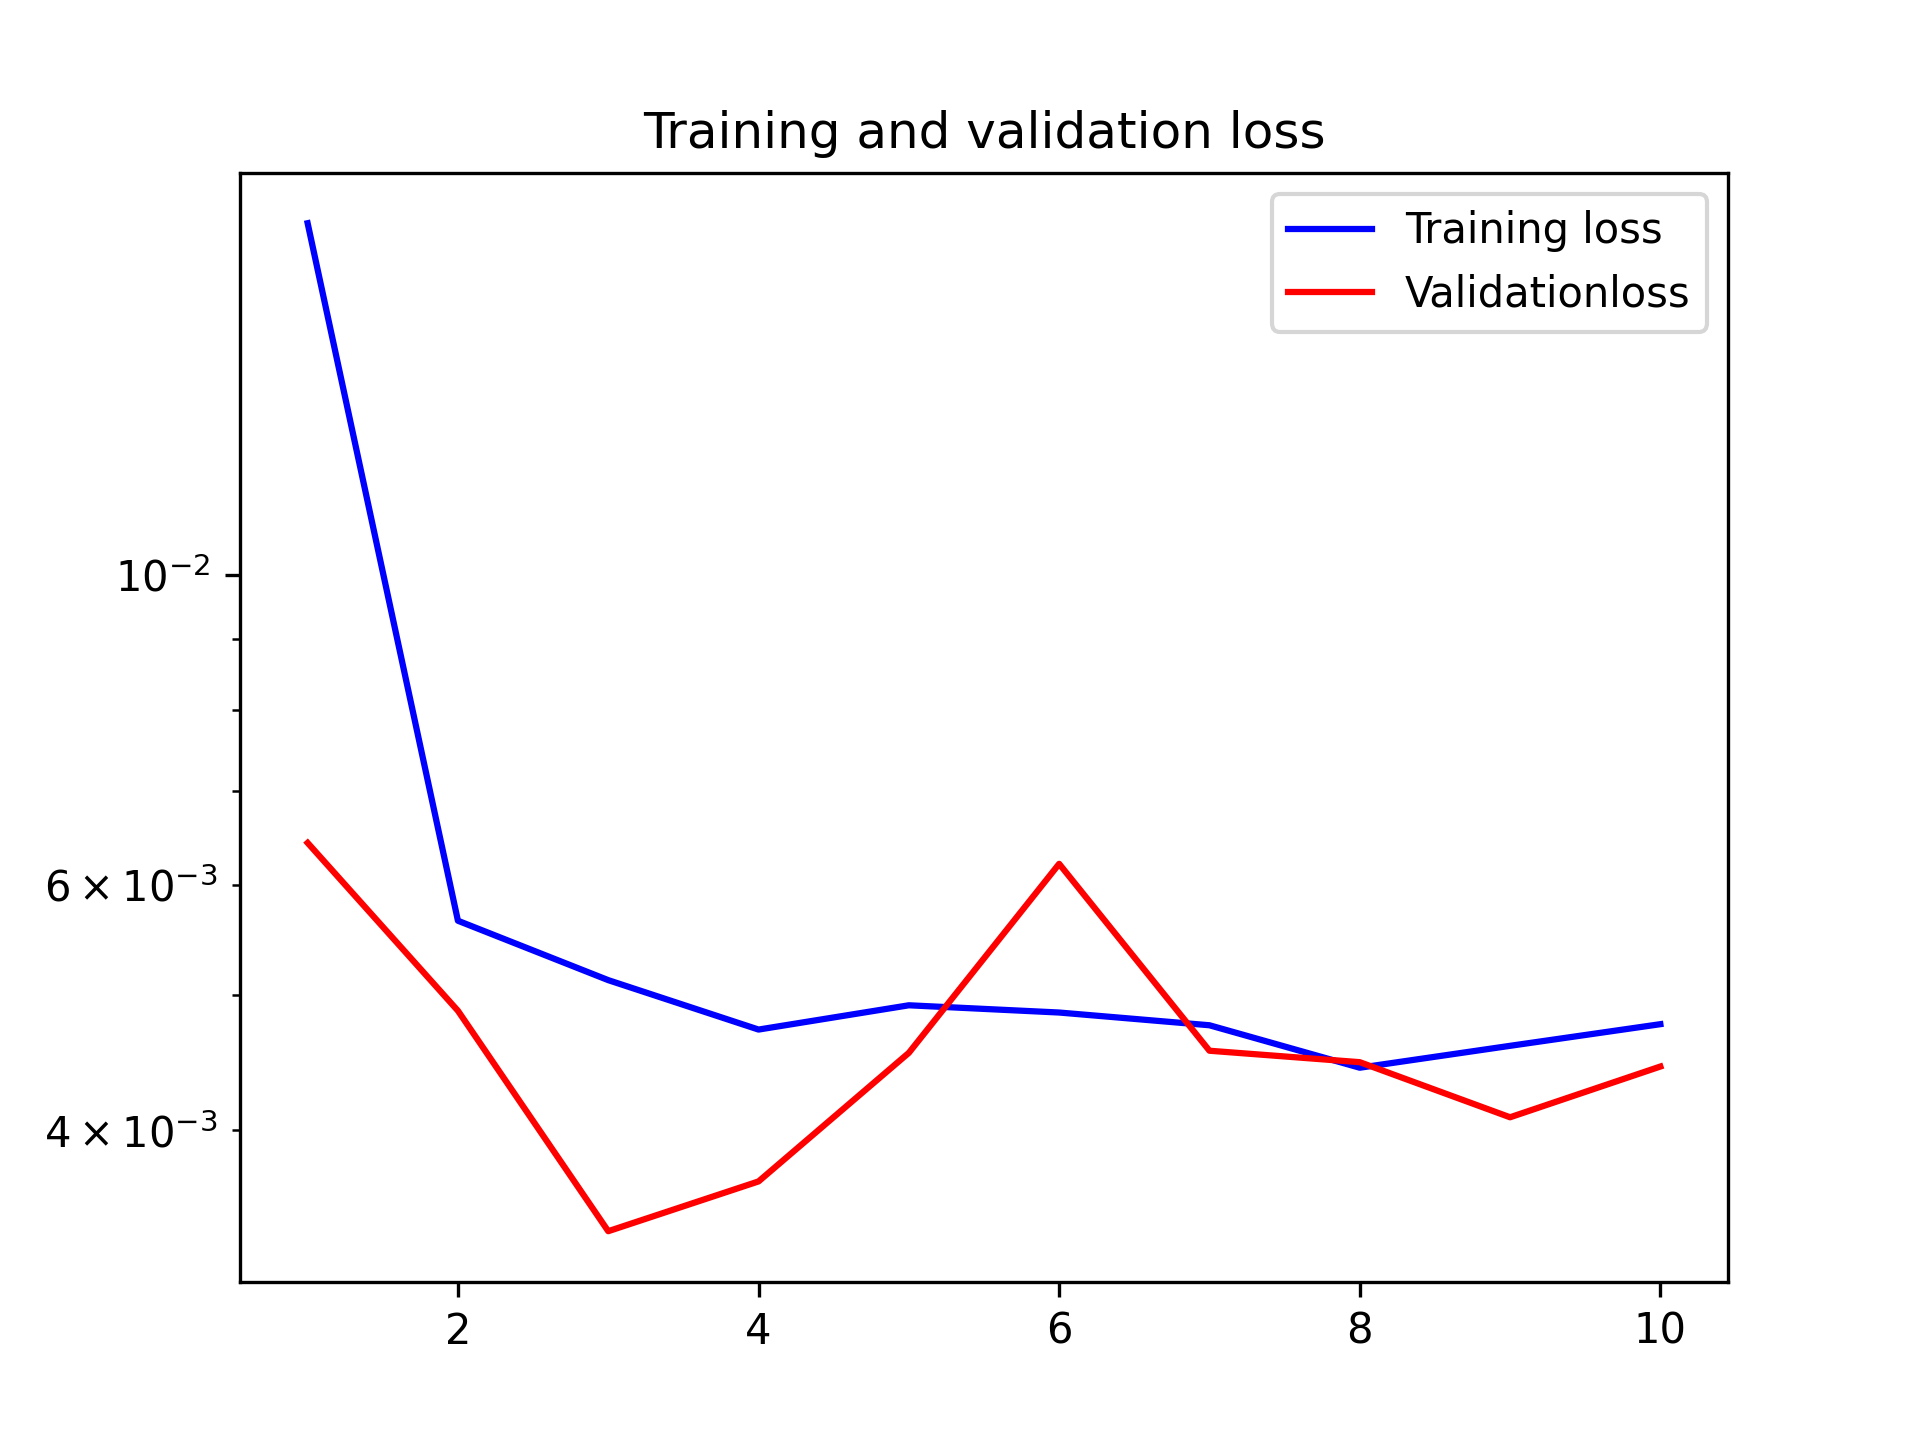 Training and validation loss
Training loss
Validationloss
10⁻²
6 × 10⁻³
4 × 10⁻³
2 4 6 8 10